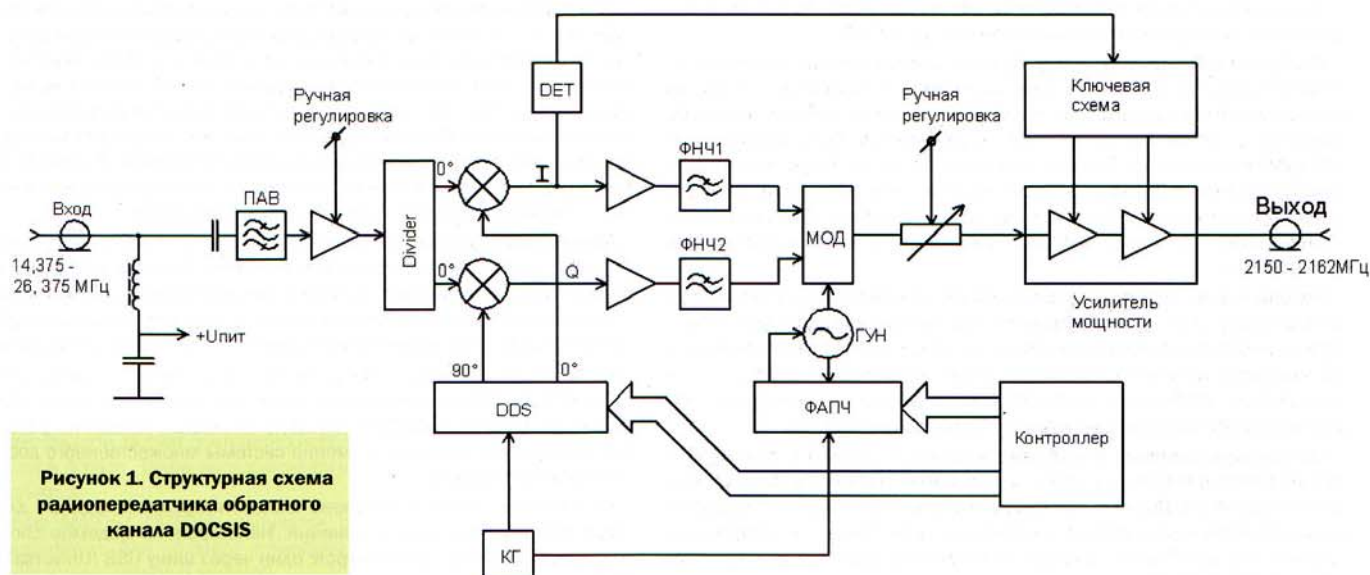 DET
Ключевая
схема
Ручная
регулировка
Ручная
регулировка
ФНЧ1
I
0°
ПАВ
Вход
Divider
МОД
Выход
14,375 -
26, 375 МГц
ФНЧ2
Q
0°
2150 - 2162МГц
Усилитель
мощности
+Uпит
ГУН
90°
0°
DDS
ФАПЧ
Контроллер
Рисунок 1. Структурная схема
радиопередатчика обратного
канала DOCSIS
КГ